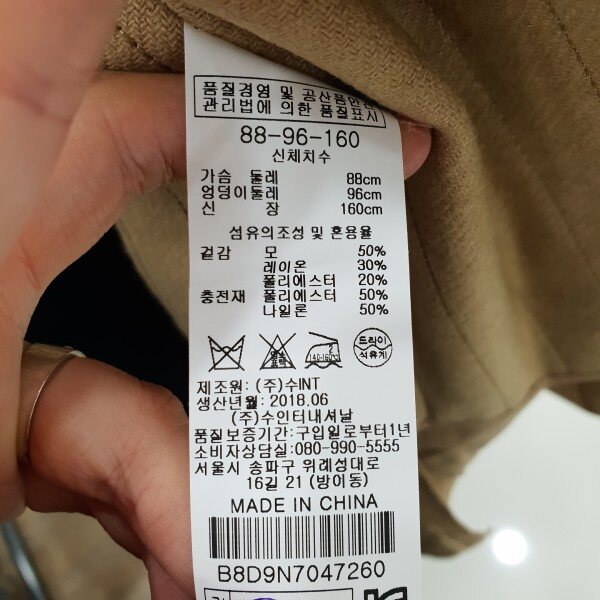 품질경영 및 공산품안전
관리법에 의한 품질표시
88-96-160
신체치수
가슴 둘레 88cm
엉덩이둘레 96cm
신 장 160cm
섬유의조성 및 혼용율
겉감 모 50%
레이온 30%
폴리에스터 20%
충전재 폴리에스터 50%
나일론 50%
140-160℃
드라이
석유계
제조원: (주)수INT
생산년월: 2018.06
(주)수인터내셔날
품질보증기간:구입일로부터1년
소비자상담실:080-990-5555
서울시 송파구 위례성대로
16길 21 (방이동)
MADE IN CHINA
B8D9N7047260